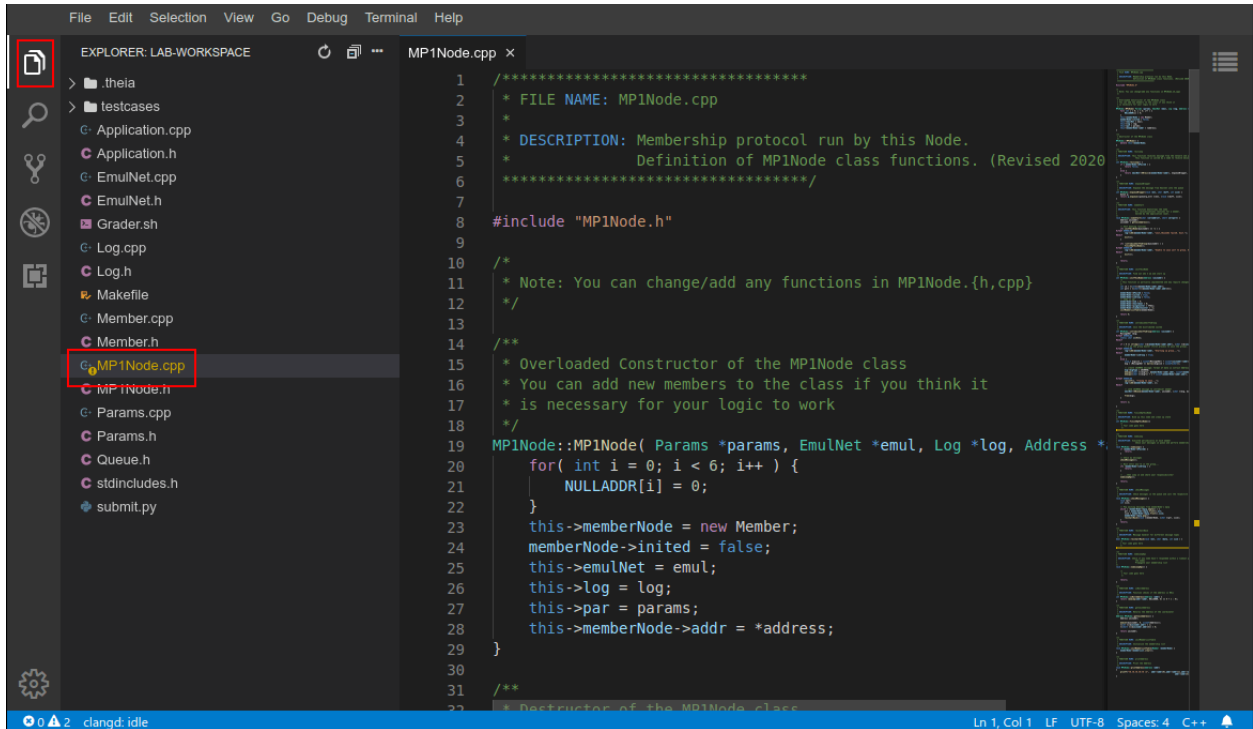 File Edit Selection View Go Debug Terminal Help
EXPLORER: LAB-WORKSPACE
.theia
testcases
Application.cpp
Application.h
EmulNet.cpp
EmulNet.h
Grader.sh
Log.cpp
Log.h
Makefile
Member.cpp
Member.h
MP1Node.cpp
MP1Node.h
Params.cpp
Params.h
Queue.h
stdincludes.h
submit.py
MP1Node.cpp ×
1 /**********************************
2 * FILE NAME: MP1Node.cpp
3 *
4 * DESCRIPTION: Membership protocol run by this Node.
5 * Definition of MP1Node class functions. (Revised 2020
6 **********************************/
7
8 #include "MP1Node.h"
9
10 /*
11 * Note: You can change/add any functions in MP1Node.{h,cpp}
12 */
13
14 /**
15 * Overloaded Constructor of the MP1Node class
16 * You can add new members to the class if you think it
17 * is necessary for your logic to work
18 */
19 MP1Node::MP1Node( Params *params, EmulNet *emul, Log *log, Address *
20 for( int i = 0; i < 6; i++ ) {
21 NULLADDR[i] = 0;
22 }
23 this->memberNode = new Member;
24 memberNode->inited = false;
25 this->emulNet = emul;
26 this->log = log;
27 this->par = params;
28 this->memberNode->addr = *address;
29 }
30
31 /**
32 * Destructor of the MP1Node class
0 2 clangd: idle
Ln 1, Col 1 LF UTF-8 Spaces: 4 C++